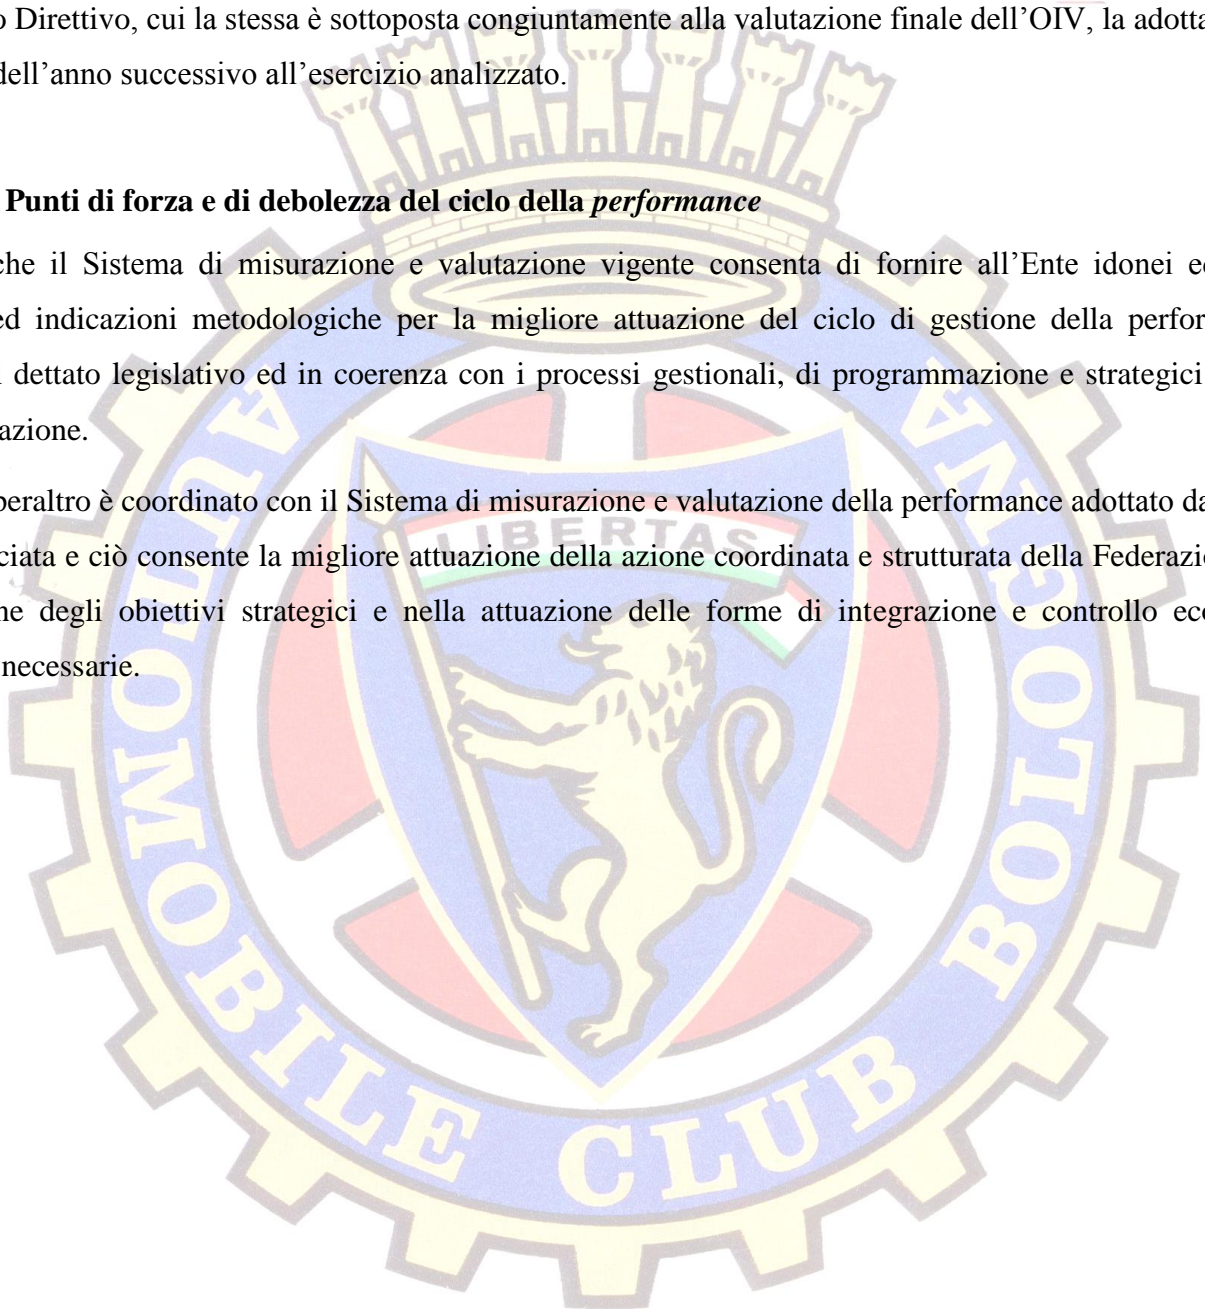 o Direttivo, cui la stessa è sottoposta congiuntamente alla valutazione finale dell’OIV, la adotta
dell’anno successivo all’esercizio analizzato.
Punti di forza e di debolezza del ciclo della performance
che il Sistema di misurazione e valutazione vigente consenta di fornire all’Ente idonei e
ed indicazioni metodologiche per la migliore attuazione del ciclo di gestione della perfor
dettato legislativo ed in coerenza con i processi gestionali, di programmazione e strategici
azione.
peraltro è coordinato con il Sistema di misurazione e valutazione della performance adottato da
ciata e ciò consente la migliore attuazione della azione coordinata e strutturata della Federazi
ne degli obiettivi strategici e nella attuazione delle forme di integrazione e controllo ec
necessarie.
LIBERTAS
AUTOMOBILE CLUB BOLOGNA